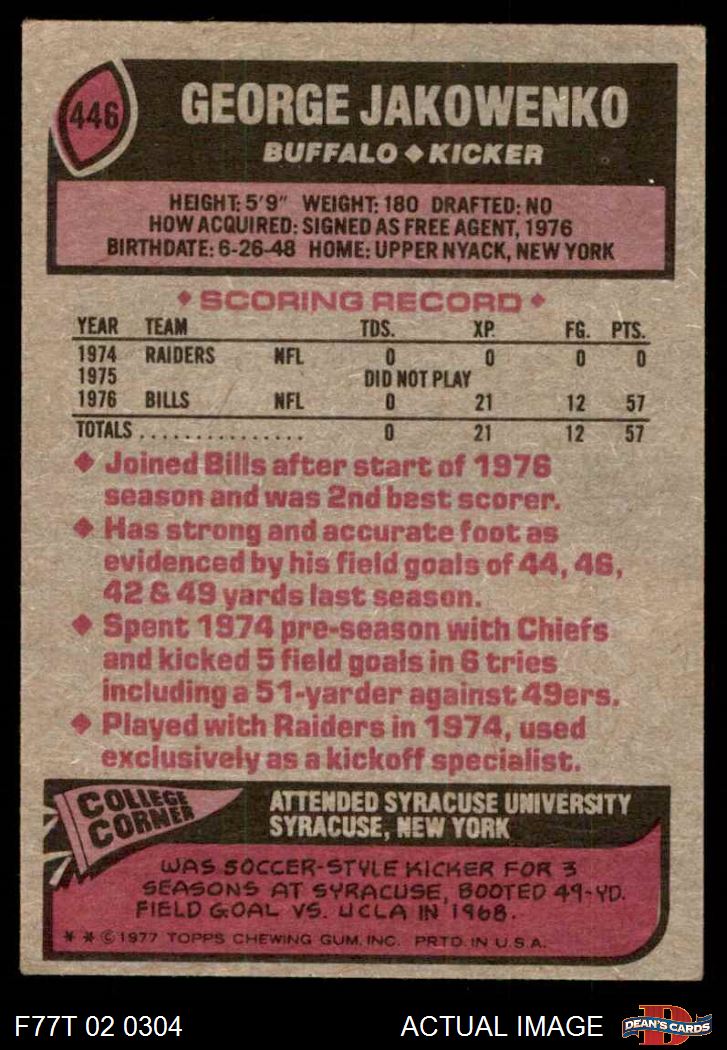 446
GEORGE JAKOWENKO
BUFFALO ◆ KICKER
HEIGHT: 5'9" WEIGHT: 180 DRAFTED: NO
HOW ACQUIRED: SIGNED AS FREE AGENT, 1976
BIRTHDATE: 6-26-48 HOME: UPPER NYACK, NEW YORK
◆ SCORING RECORD ◆
YEAR TEAM TDS. XP. FG. PTS.
1974 RAIDERS NFL 0 0 0 0
1975 DID NOT PLAY
1976 BILLS NFL 0 21 12 57
TOTALS ............... 0 21 12 57
◆ Joined Bills after start of 1976
season and was 2nd best scorer.
◆ Has strong and accurate foot as
evidenced by his field goals of 44, 46,
42 & 49 yards last season.
◆ Spent 1974 pre-season with Chiefs
and kicked 5 field goals in 6 tries
including a 51-yarder against 49ers.
◆ Played with Raiders in 1974, used
exclusively as a kickoff specialist.
COLLEGE
CORNER
ATTENDED SYRACUSE UNIVERSITY
SYRACUSE, NEW YORK
WAS SOCCER-STYLE KICKER FOR 3
SEASONS AT SYRACUSE, BOOTED 49-YD.
FIELD GOAL VS. UCLA IN 1968.
* * © 1977 TOPPS CHEWING GUM, INC. PRTD. IN U.S.A.
F77T 02 0304 ACTUAL IMAGE
D
DEAN'S CARDS